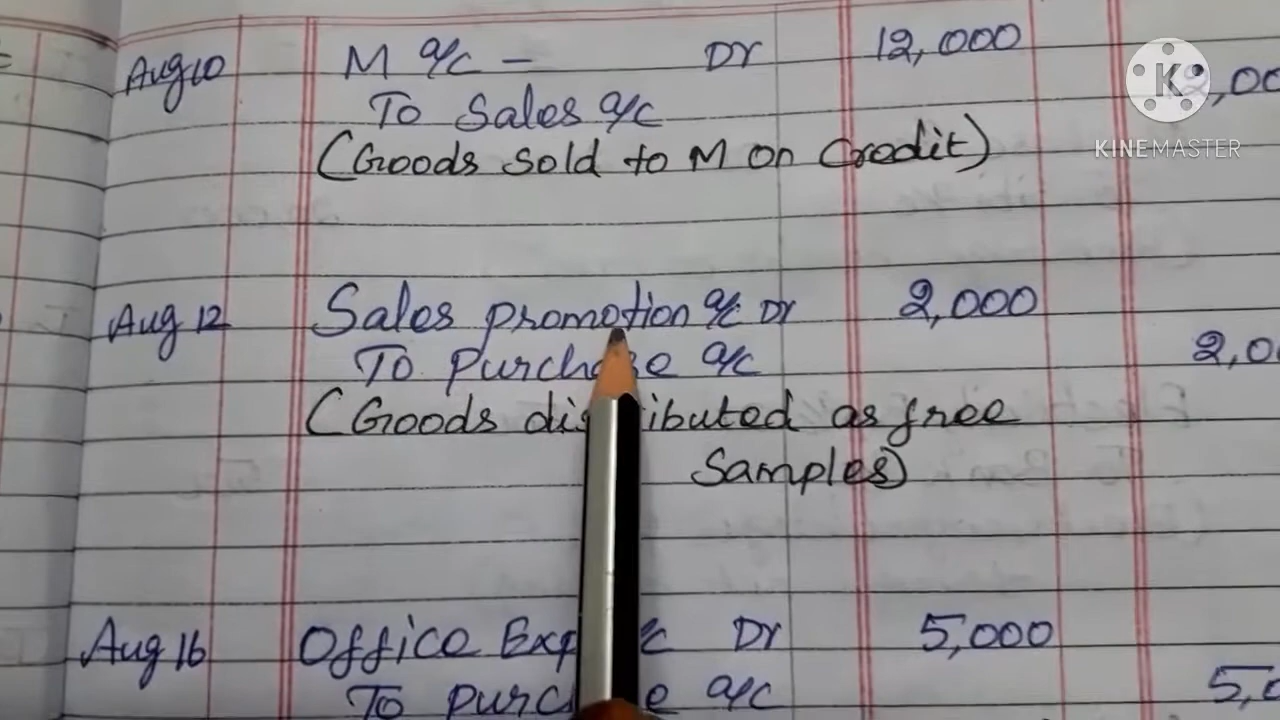 Aug 10 M a/c – Dr 12,000
To Sales a/c 2,00
(Goods sold to M on Credit)
KINEMASTER
Aug 12 Sales promotion a/c Dr 2,000
To Purchase a/c 2,0
(Goods distributed as free
Samples)
Aug 16 Office Exp a/c Dr 5,000
To Purchase a/c 5,0